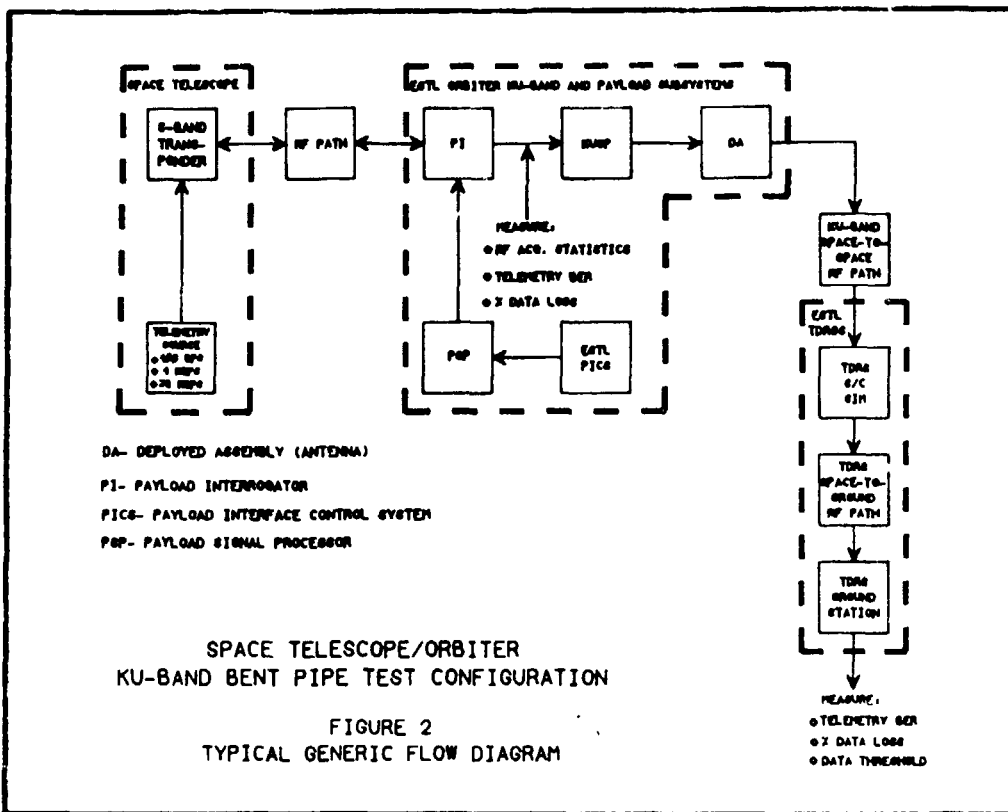 SPACE TELESCOPE
ESTL ORBITER KU-BAND AND PAYLOAD SUBSYSTEMS
S-BAND
TRANS-
PONDER
RF PATH
PI
DA
MEASURE:
RF ACQ. STATISTICS
TELEMETRY BER
% DATA LOSS
KU-BAND
SPACE-TO-
SPACE
RF PATH
TELEMETRY
SOURCE
PSP
ESTL
PICS
ESTL
TDRS
TDRS
S/C
SIM
TDRS
SPACE-TO-
GROUND
RF PATH
TDRS
GROUND
STATION
DA- DEPLOYED ASSEMBLY (ANTENNA)
PI- PAYLOAD INTERROGATOR
PICS- PAYLOAD INTERFACE CONTROL SYSTEM
PSP- PAYLOAD SIGNAL PROCESSOR
SPACE TELESCOPE/ORBITER
KU-BAND BENT PIPE TEST CONFIGURATION
FIGURE 2
TYPICAL GENERIC FLOW DIAGRAM
MEASURE:
TELEMETRY BER
% DATA LOSS
DATA THRESHOLD